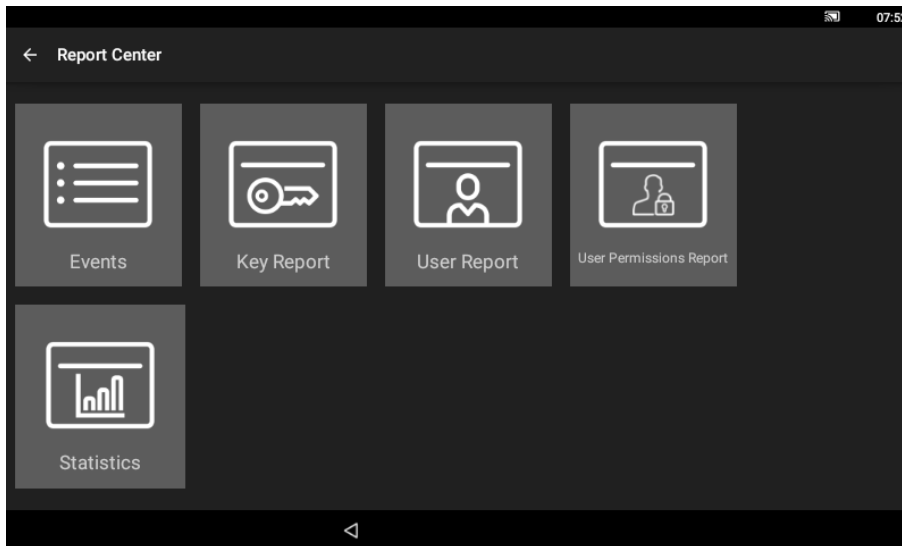 Report Center
Events
Key Report
User Report
User Permissions Report
Statistics